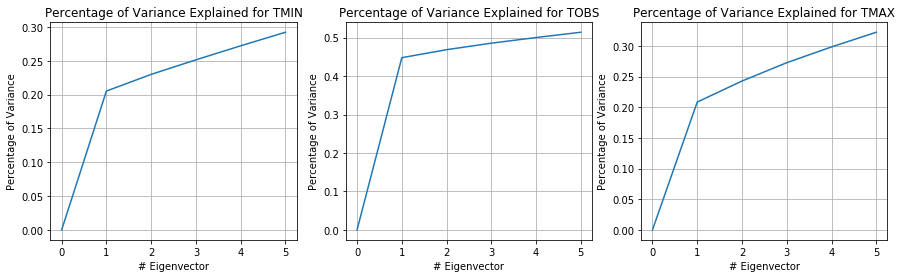 Percentage of Variance Explained for TMIN
Percentage of Variance
0.30
0.25
0.20
0.15
0.10
0.05
0.00
0 1 2 3 4 5
# Eigenvector
Percentage of Variance Explained for TOBS
Percentage of Variance
0.5
0.4
0.3
0.2
0.1
0.0
0 1 2 3 4 5
# Eigenvector
Percentage of Variance Explained for TMAX
Percentage of Variance
0.30
0.25
0.20
0.15
0.10
0.05
0.00
0 1 2 3 4 5
# Eigenvector